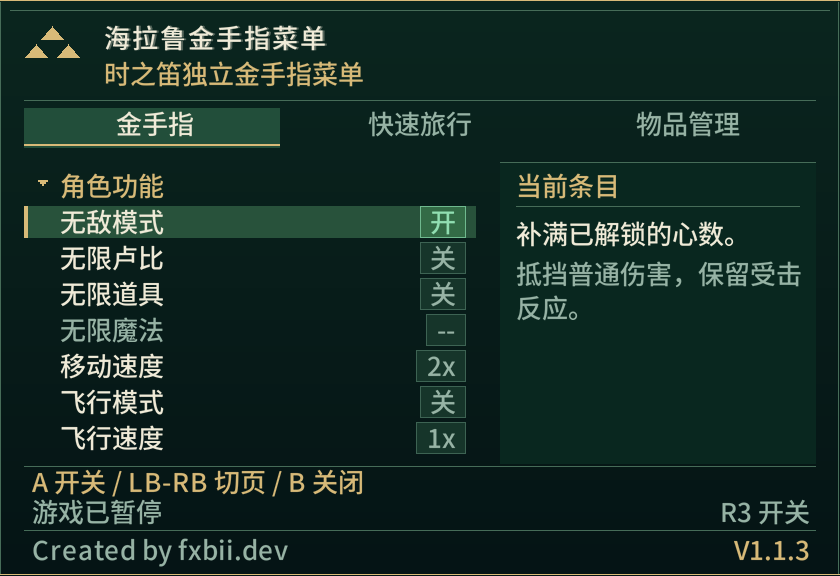 海拉鲁金手指菜单
时之笛独立金手指菜单
金手指 快速旅行 物品管理
角色功能
无敌模式 开
无限卢比 关
无限道具 关
无限魔法 --
移动速度 2x
飞行模式 关
飞行速度 1x
当前条目
补满已解锁的心数。
抵挡普通伤害，保留受击
反应。
A 开关 / LB-RB 切页 / B 关闭
游戏已暂停 R3 开关
Created by fxbii.dev V1.1.3